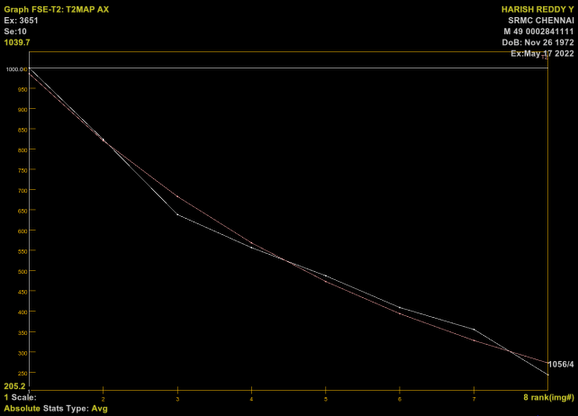 Graph FSE-T2: T2MAP AX
HARISH REDDY Y
Ex: 3651
SRMC CHENNAI
Se:10
M 49 0002841111
1039.7
DoB: Nov 26 1972
Ex:May 17 2022
1000.0
950
900
850
800
750
700
650
600
550
500
450
400
350
300
250
1056/4
205.2
2
3
4
5
6
7
1 Scale:
8 rank(img#)
Absolute Stats Type: Avg